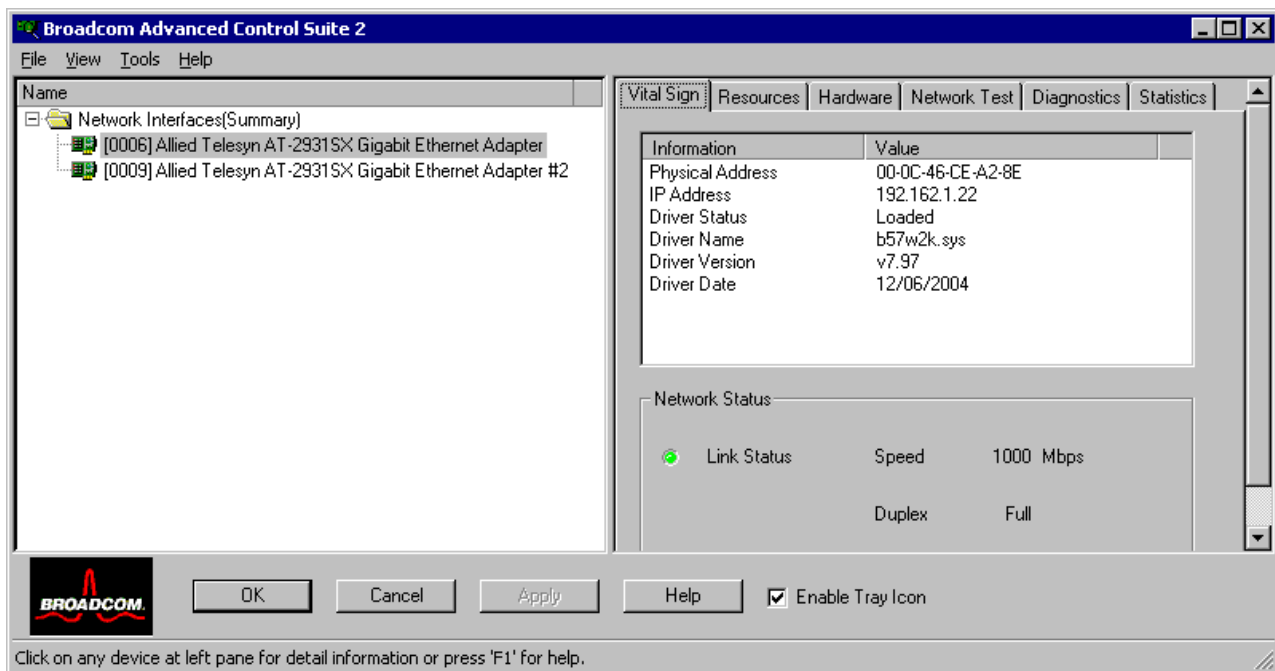 Broadcom Advanced Control Suite 2
File View Tools Help
Name
Network Interfaces(Summary)
[0006] Allied Telesyn AT-2931SX Gigabit Ethernet Adapter
[0009] Allied Telesyn AT-2931SX Gigabit Ethernet Adapter #2
Vital Sign Resources Hardware Network Test Diagnostics Statistics
Information Value
Physical Address 00-0C-46-CE-A2-8E
IP Address 192.162.1.22
Driver Status Loaded
Driver Name b57w2k.sys
Driver Version v7.97
Driver Date 12/06/2004
Network Status
Link Status Speed 1000 Mbps
Duplex Full
BROADCOM.
OK Cancel Apply Help Enable Tray Icon
Click on any device at left pane for detail information or press 'F1' for help.